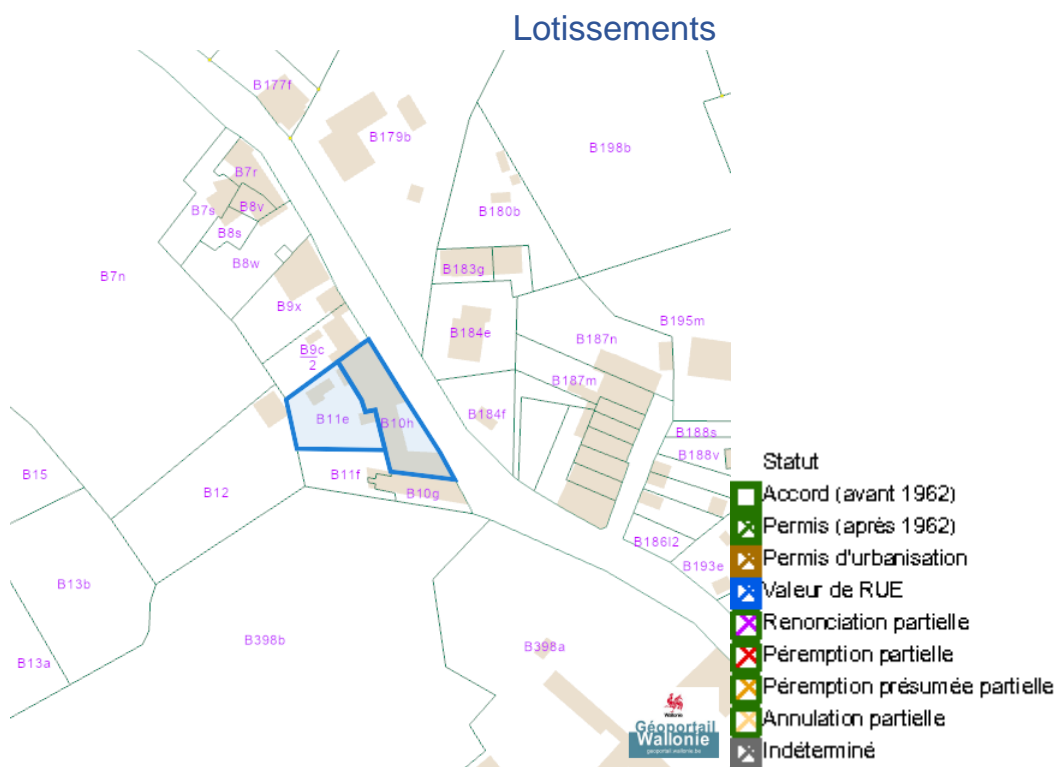 Lotissements
B177f
B179b
B198b
B7r
B7s
B8v
B8s
B180b
B8w
B7n
B183g
B9x
B195m
B184e
B187n
B9c
2
B187m
B11e
B10h
B184f
B188s
B188v
B15
B11f
B12
B10g
B186l2
B193e
B13b
B398b
B398a
B13a
Wallonie
Géoportail
Wallonie
geoportail.wallonie.be
Statut
Accord (avant 1962)
Permis (après 1962)
Permis d'urbanisation
Valeur de RUE
Renonciation partielle
Péremption partielle
Péremption présumée partielle
Annulation partielle
Indéterminé